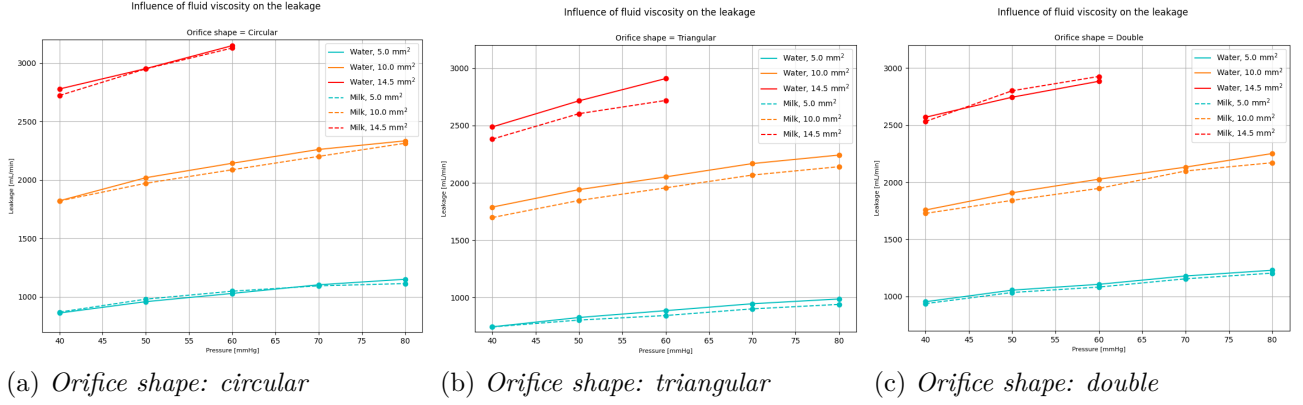 Influence of fluid viscosity on the leakage
Orifice shape = Circular
Leakage [mL/min]
3000
2500
2000
1500
1000
Water, 5.0 mm²
Water, 10.0 mm²
Water, 14.5 mm²
Milk, 5.0 mm²
Milk, 10.0 mm²
Milk, 14.5 mm²
40 45 50 55 60 65 70 75 80
Pressure [mmHg]
(a) Orifice shape: circular
Influence of fluid viscosity on the leakage
Orifice shape = Triangular
Leakage [mL/min]
3000
2500
2000
1500
1000
Water, 5.0 mm²
Water, 10.0 mm²
Water, 14.5 mm²
Milk, 5.0 mm²
Milk, 10.0 mm²
Milk, 14.5 mm²
40 45 50 55 60 65 70 75 80
Pressure [mmHg]
(b) Orifice shape: triangular
Influence of fluid viscosity on the leakage
Orifice shape = Double
Leakage [mL/min]
3000
2500
2000
1500
1000
Water, 5.0 mm²
Water, 10.0 mm²
Water, 14.5 mm²
Milk, 5.0 mm²
Milk, 10.0 mm²
Milk, 14.5 mm²
40 45 50 55 60 65 70 75 80
Pressure [mmHg]
(c) Orifice shape: double